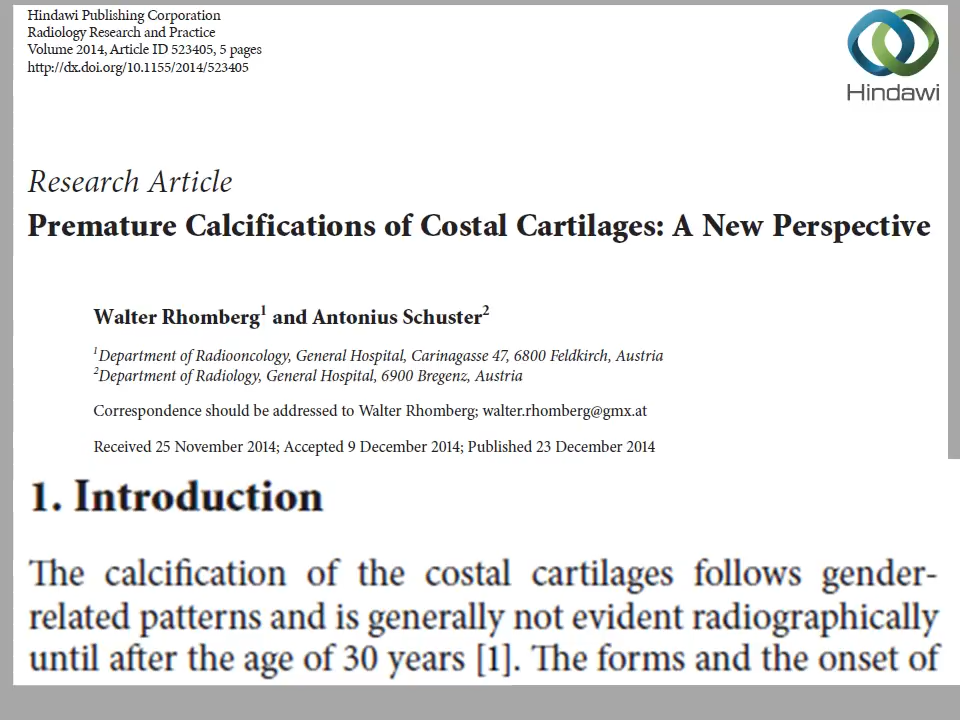 Hindawi Publishing Corporation
Radiology Research and Practice
Volume 2014, Article ID 523405, 5 pages
http://dx.doi.org/10.1155/2014/523405
Hindawi
Research Article
Premature Calcifications of Costal Cartilages: A New Perspective
Walter Rhomberg1 and Antonius Schuster2
1Department of Radiooncology, General Hospital, Carinagasse 47, 6800 Feldkirch, Austria
2Department of Radiology, General Hospital, 6900 Bregenz, Austria
Correspondence should be addressed to Walter Rhomberg; walter.rhomberg@gmx.at
Received 25 November 2014; Accepted 9 December 2014; Published 23 December 2014
1. Introduction
The calcification of the costal cartilages follows gender-
related patterns and is generally not evident radiographically
until after the age of 30 years [1]. The forms and the onset of